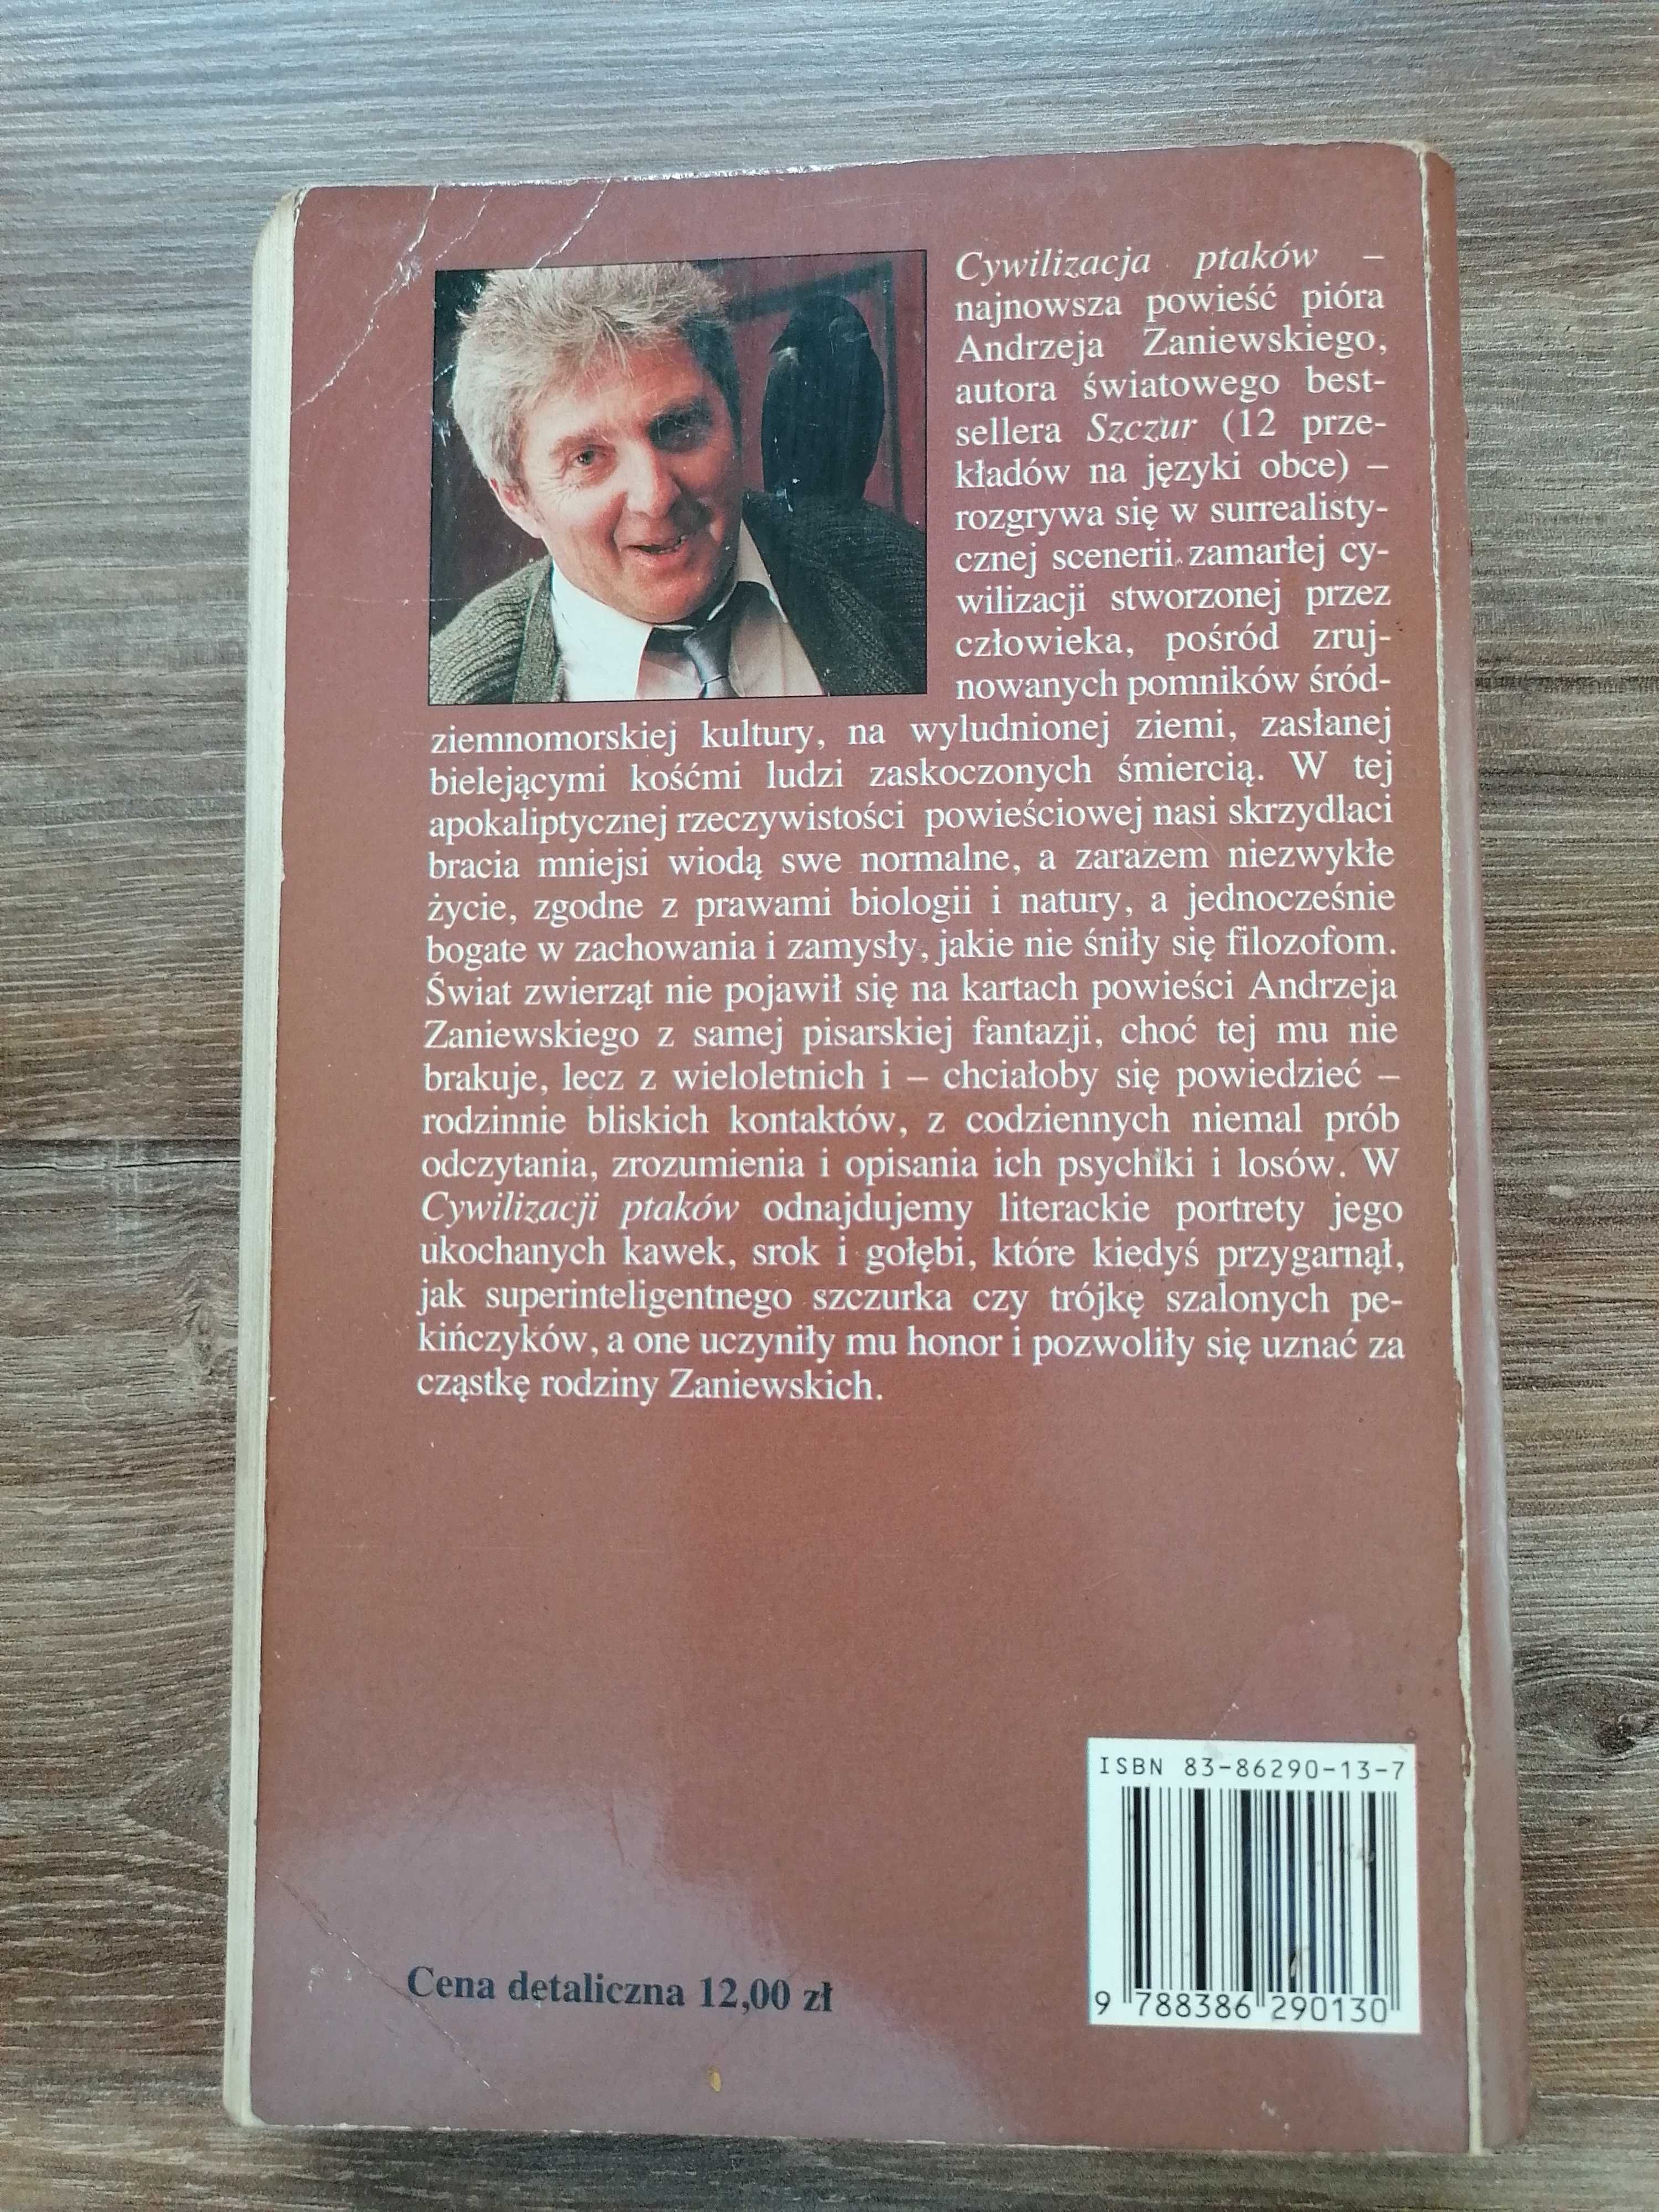 Cywilizacja ptaków –
najnowsza powieść pióra
Andrzeja Zaniewskiego,
autora światowego best-
sellera Szczur (12 prze-
kładów na języki obce) –
rozgrywa się w surrealisty-
cznej scenerii zamarłej cy-
wilizacji stworzonej przez
człowieka, pośród zruj-
nowanych pomników śród-
ziemnomorskiej kultury, na wyludnionej ziemi, zasłanej
bielejącymi kośćmi ludzi zaskoczonych śmiercią. W tej
apokaliptycznej rzeczywistości powieściowej nasi skrzydlaci
bracia mniejsi wiodą swe normalne, a zarazem niezwykłe
życie, zgodne z prawami biologii i natury, a jednocześnie
bogate w zachowania i zamysły, jakie nie śniły się filozofom.
Świat zwierząt nie pojawił się na kartach powieści Andrzeja
Zaniewskiego z samej pisarskiej fantazji, choć tej mu nie
brakuje, lecz z wieloletnich i – chciałoby się powiedzieć –
rodzinnie bliskich kontaktów, z codziennych niemal prób
odczytania, zrozumienia i opisania ich psychiki i losów. W
Cywilizacji ptaków odnajdujemy literackie portrety jego
ukochanych kawek, srok i gołębi, które kiedyś przygarnął,
jak superinteligentnego szczurka czy trójkę szalonych pe-
kińczyków, a one uczyniły mu honor i pozwoliły się uznać za
cząstkę rodziny Zaniewskich.
ISBN 83-86290-13-7
9 788386 290130
Cena detaliczna 12,00 zł